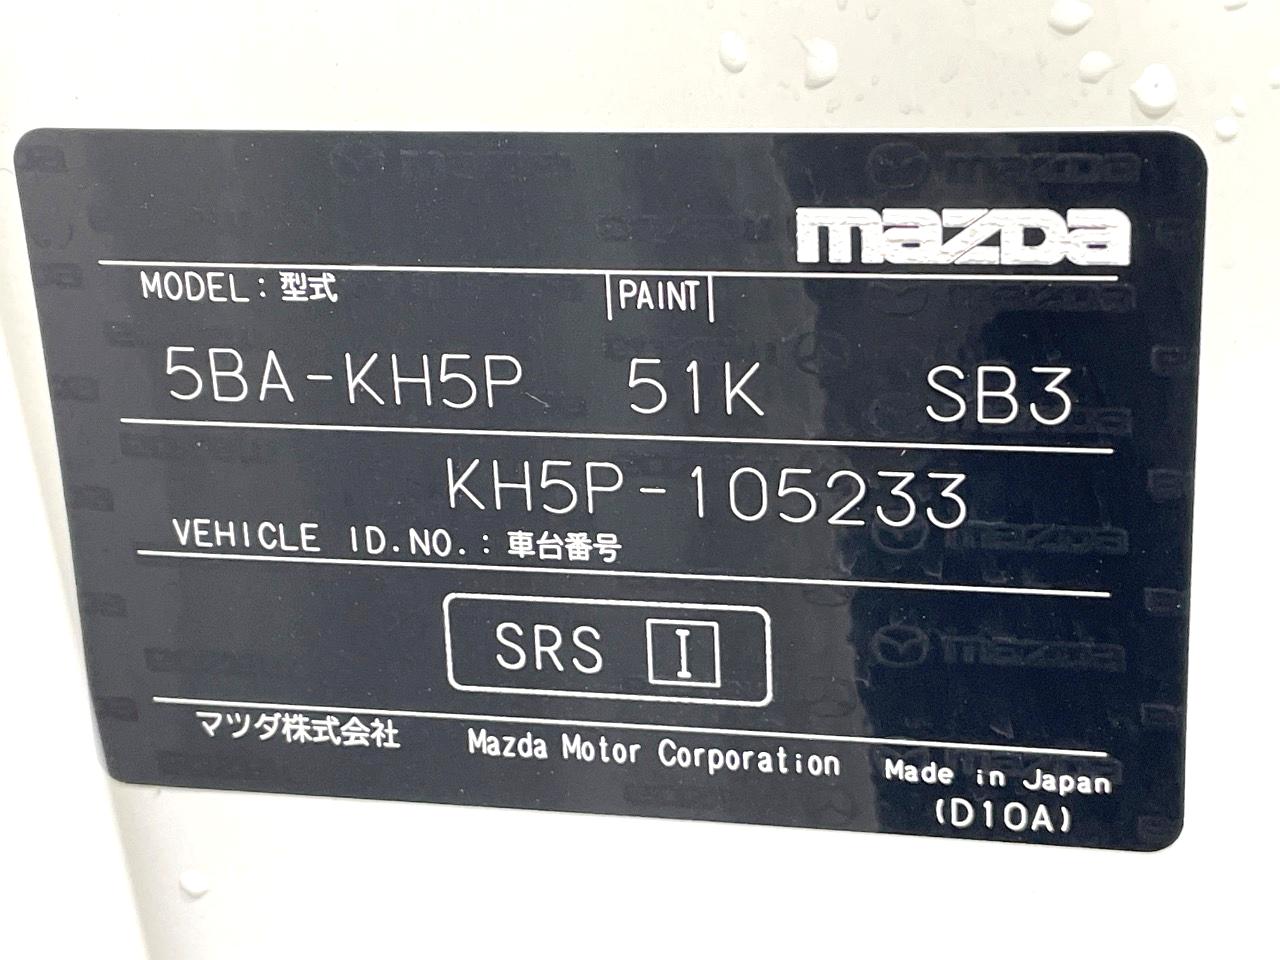 mazda
MODEL：型式 |PAINT|
5BA-KH5P 51K SB3
KH5P-105233
VEHICLE ID.NO.：車台番号
SRS I
マツダ株式会社 Mazda Motor Corporation Made in Japan
(D10A)